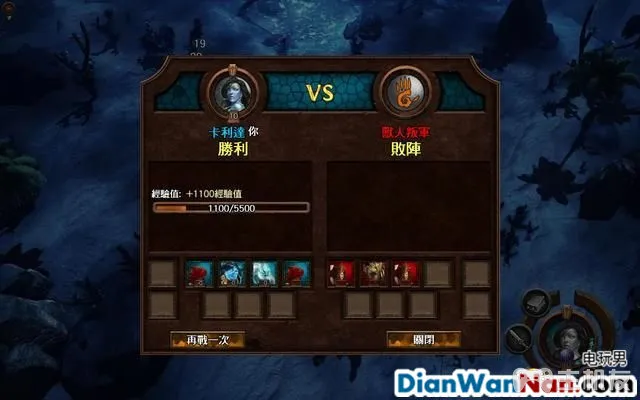 19
VS
10
卡利達 你
獸人叛軍
勝利
敗陣
經驗值: +1100經驗值
1100/5500
再戰一次
關閉
电玩男
DianWanNan.com